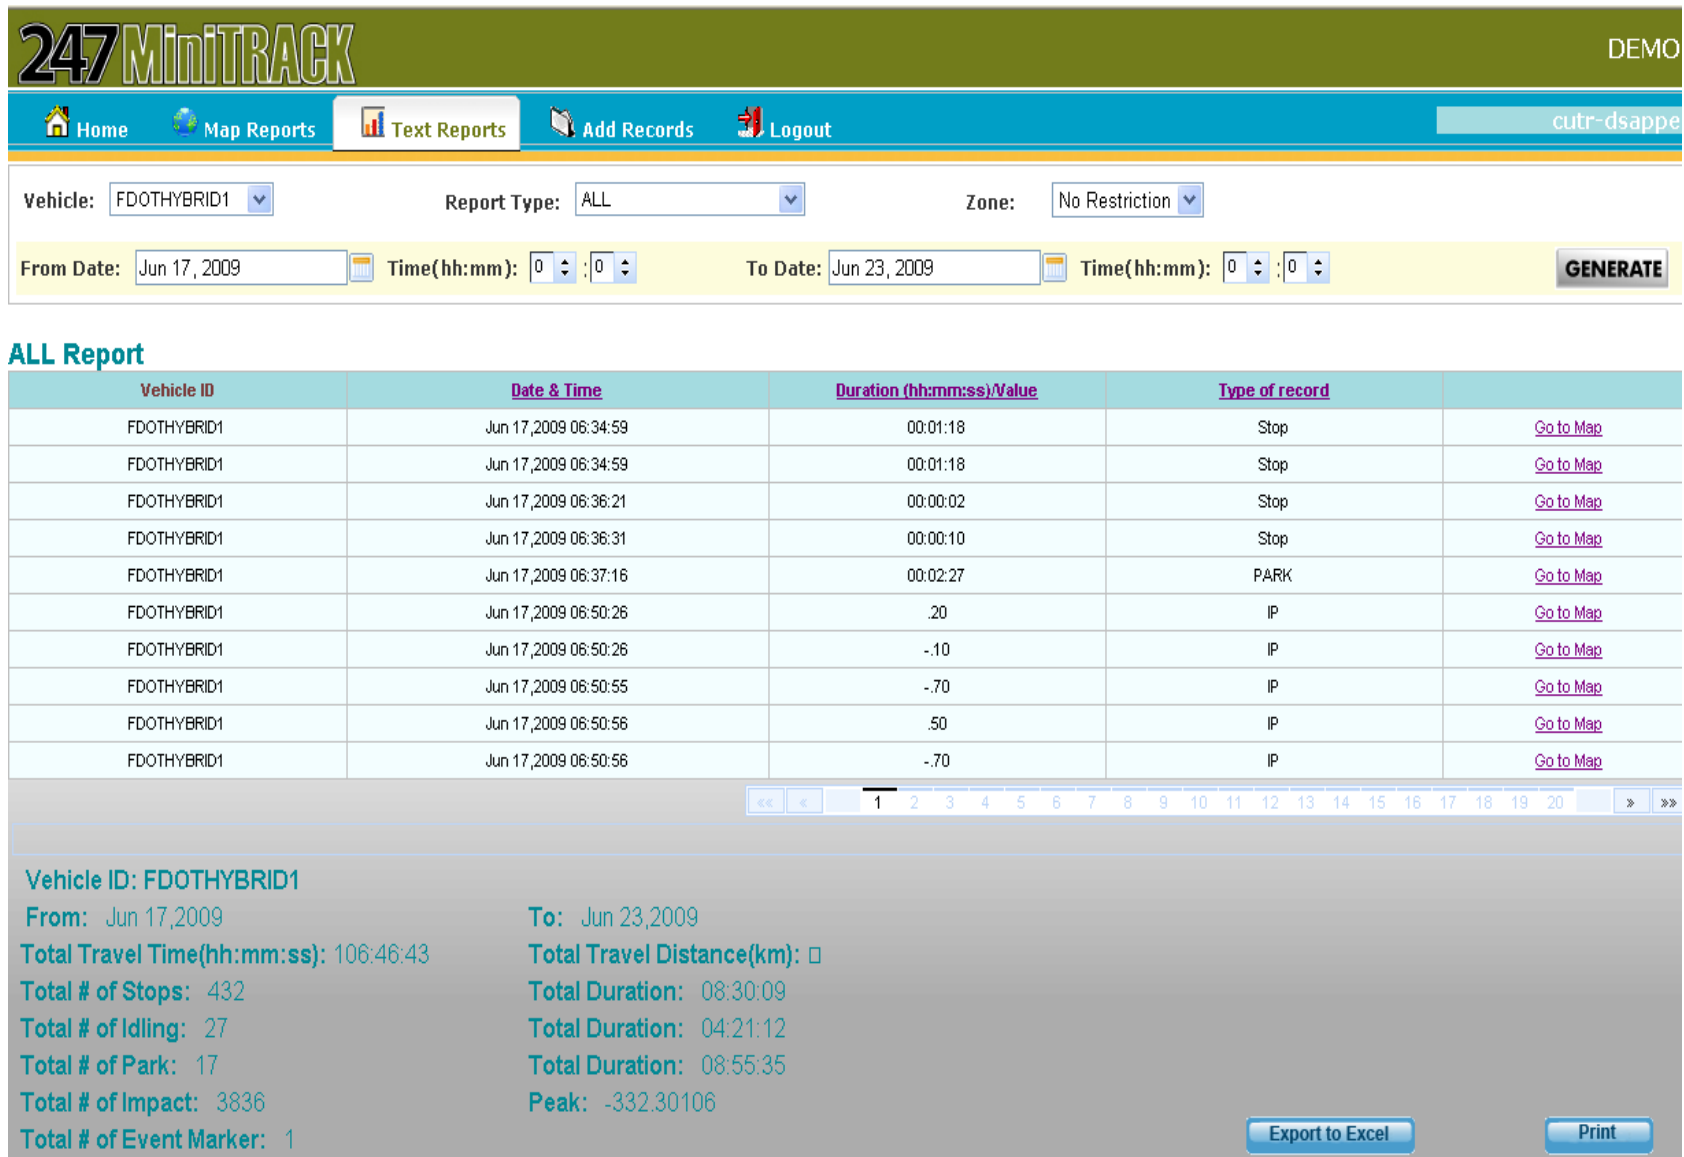 247 MiniTRACK
DEMO
Home Map Reports Text Reports Add Records Logout cutr-dsappe
Vehicle: FDOTHYBRID1 Report Type: ALL Zone: No Restriction
From Date: Jun 17, 2009 Time(hh:mm): 0 : 0 To Date: Jun 23, 2009 Time(hh:mm): 0 : 0 GENERATE
ALL Report
Vehicle ID Date & Time Duration (hh:mm:ss)/Value Type of record
FDOTHYBRID1 Jun 17,2009 06:34:59 00:01:18 Stop Go to Map
FDOTHYBRID1 Jun 17,2009 06:34:59 00:01:18 Stop Go to Map
FDOTHYBRID1 Jun 17,2009 06:36:21 00:00:02 Stop Go to Map
FDOTHYBRID1 Jun 17,2009 06:36:31 00:00:10 Stop Go to Map
FDOTHYBRID1 Jun 17,2009 06:37:16 00:02:27 PARK Go to Map
FDOTHYBRID1 Jun 17,2009 06:50:26 .20 IP Go to Map
FDOTHYBRID1 Jun 17,2009 06:50:26 -.10 IP Go to Map
FDOTHYBRID1 Jun 17,2009 06:50:55 -.70 IP Go to Map
FDOTHYBRID1 Jun 17,2009 06:50:56 .50 IP Go to Map
FDOTHYBRID1 Jun 17,2009 06:50:56 -.70 IP Go to Map
«« « 1 2 3 4 5 6 7 8 9 10 11 12 13 14 15 16 17 18 19 20 » »»
Vehicle ID: FDOTHYBRID1
From: Jun 17,2009 To: Jun 23,2009
Total Travel Time(hh:mm:ss): 106:46:43 Total Travel Distance(km): □
Total # of Stops: 432 Total Duration: 08:30:09
Total # of Idling: 27 Total Duration: 04:21:12
Total # of Park: 17 Total Duration: 08:55:35
Total # of Impact: 3836 Peak: -332.30106
Total # of Event Marker: 1 Export to Excel Print